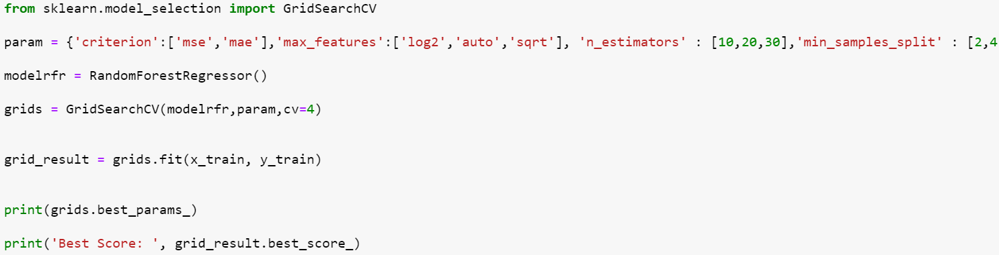 from sklearn.model_selection import GridSearchCV
param = {'criterion':['mse','mae'],'max_features':['log2','auto','sqrt'], 'n_estimators' : [10,20,30],'min_samples_split' : [2,4
modelrfr = RandomForestRegressor()
grids = GridSearchCV(modelrfr,param,cv=4)
grid_result = grids.fit(x_train, y_train)
print(grids.best_params_)
print('Best Score: ', grid_result.best_score_)